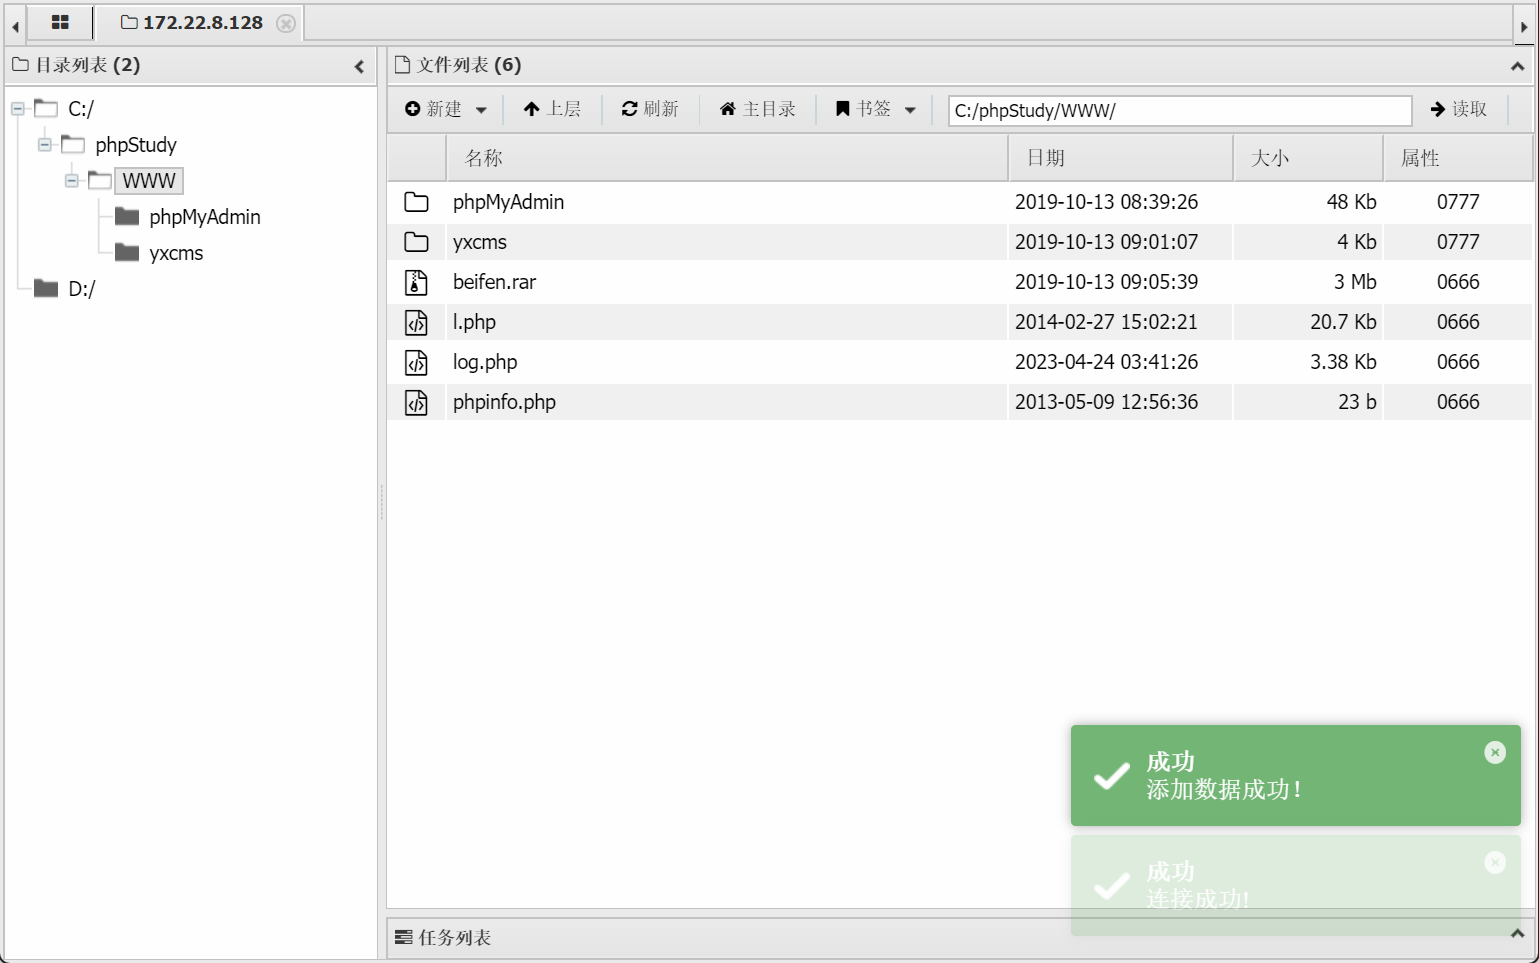 172.22.8.128
目录列表 (2)
C:/
phpStudy
WWW
phpMyAdmin
yxcms
D:/
文件列表 (6)
新建 上层 刷新 主目录 书签 C:/phpStudy/WWW/ 读取
名称 日期 大小 属性
phpMyAdmin 2019-10-13 08:39:26 48 Kb 0777
yxcms 2019-10-13 09:01:07 4 Kb 0777
beifen.rar 2019-10-13 09:05:39 3 Mb 0666
l.php 2014-02-27 15:02:21 20.7 Kb 0666
log.php 2023-04-24 03:41:26 3.38 Kb 0666
phpinfo.php 2013-05-09 12:56:36 23 b 0666
成功
添加数据成功!
成功
连接成功!
任务列表